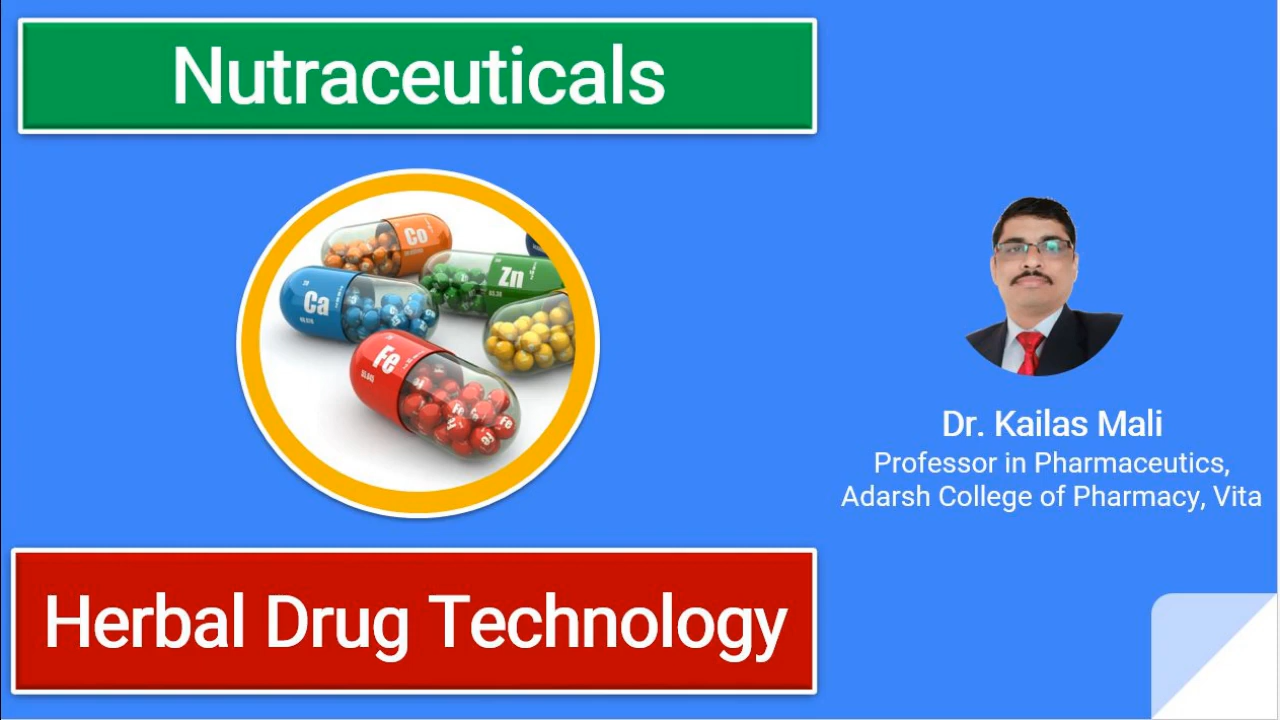 Nutraceuticals
Co
Zn
Ca
Fe
Dr. Kailas Mali
Professor in Pharmaceutics,
Adarsh College of Pharmacy, Vita
Herbal Drug Technology